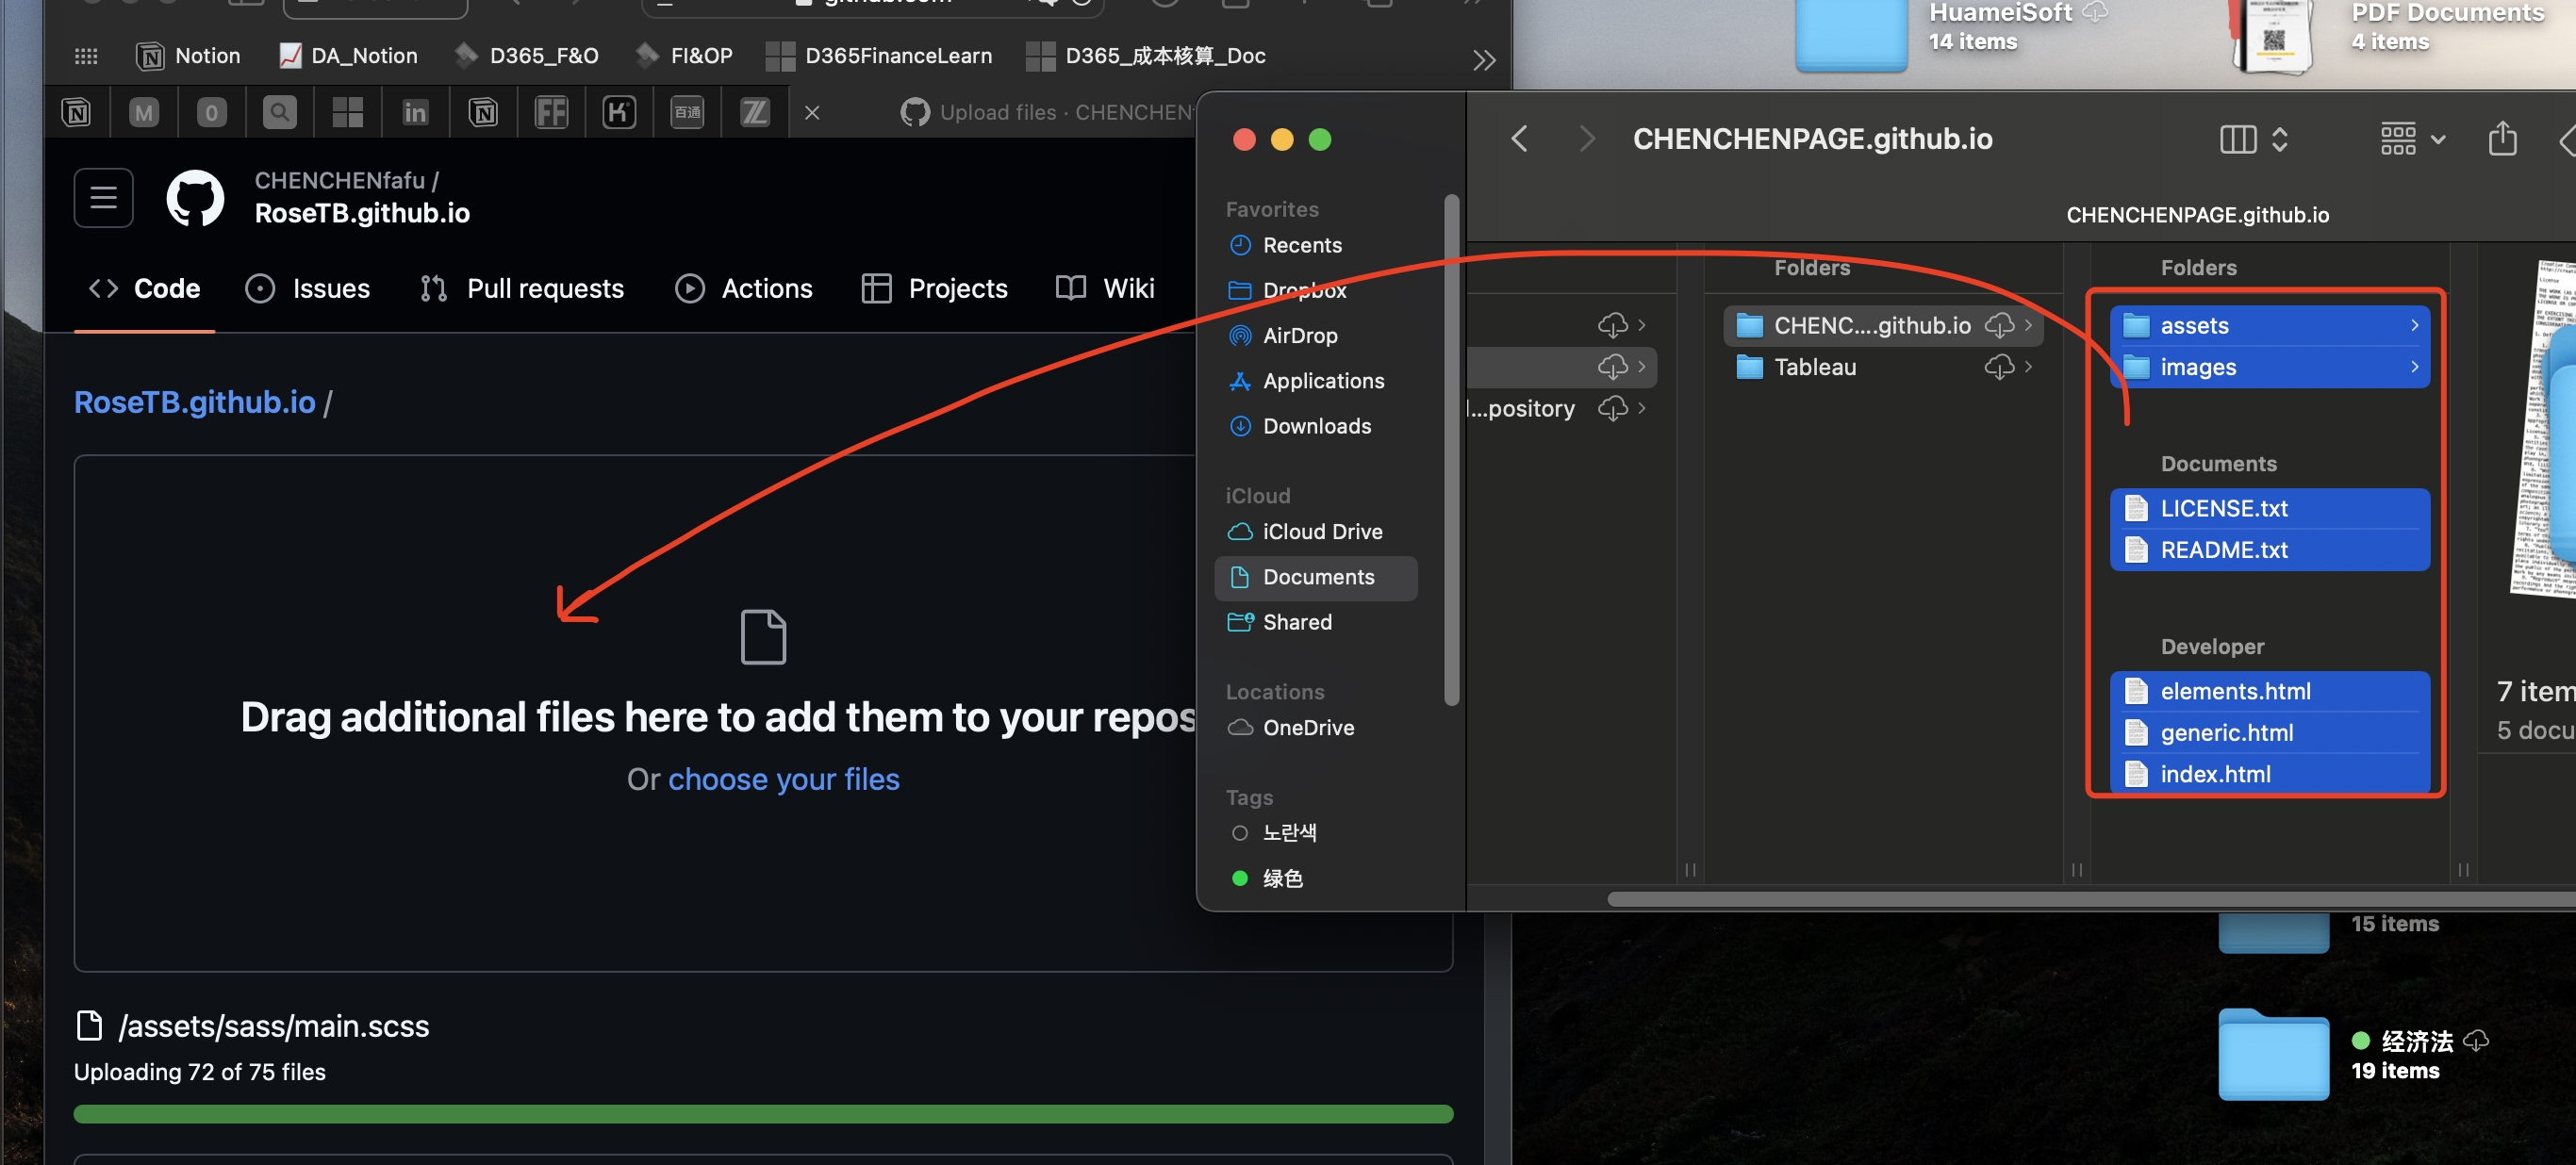 HuameiSoft
14 items
PDF Documents
4 items
Notion
DA_Notion
D365_F&O
FI&OP
D365FinanceLearn
D365_成本核算_Doc
M
O
in
FF
K
百通
Z
Upload files · CHENCHEN
CHENCHENfafu /
RoseTB.github.io
Code
Issues
Pull requests
Actions
Projects
Wiki
RoseTB.github.io /
Drag additional files here to add them to your repos
Or choose your files
/assets/sass/main.scss
Uploading 72 of 75 files
Favorites
Recents
Dropbox
AirDrop
Applications
Downloads
iCloud
iCloud Drive
Documents
Shared
Locations
OneDrive
Tags
노란색
绿色
CHENCHENPAGE.github.io
CHENCHENPAGE.github.io
...pository
Folders
CHENC....github.io
Tableau
Folders
assets
images
Documents
LICENSE.txt
README.txt
Developer
elements.html
generic.html
index.html
7 item
5 docu
15 items
经济法
19 items